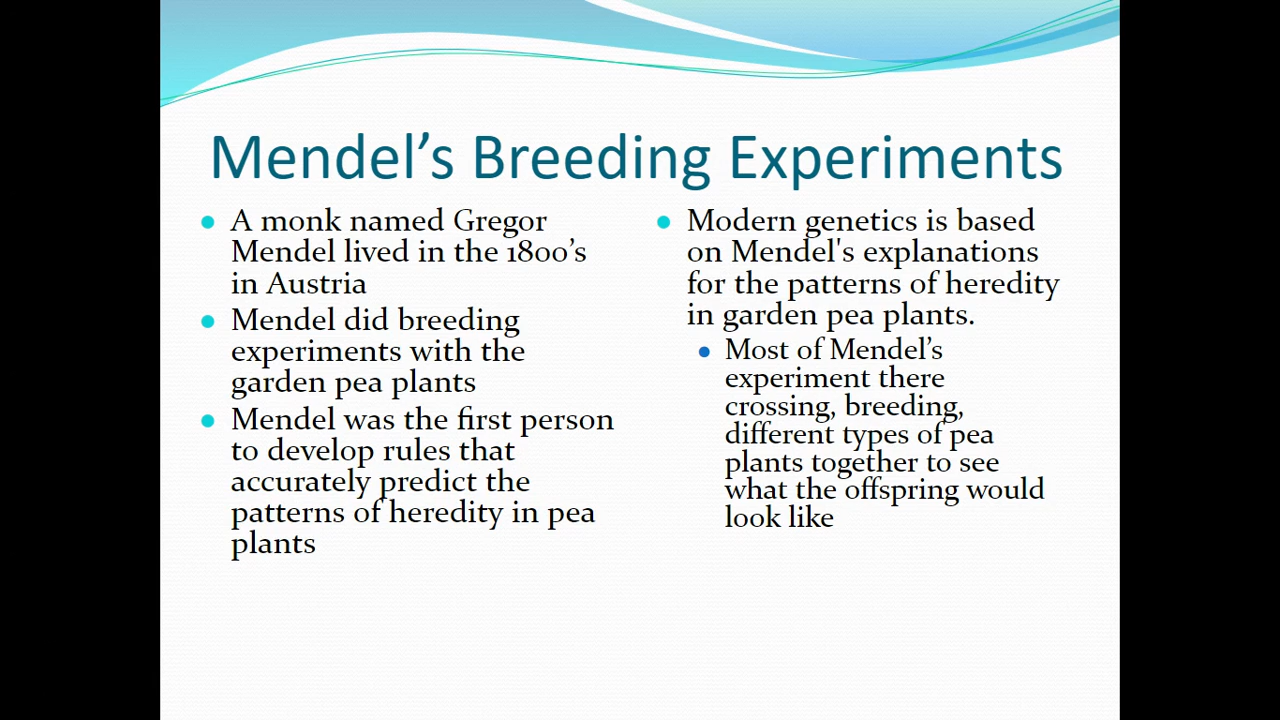 Mendel’s Breeding Experiments
A monk named Gregor
Mendel lived in the 1800’s
in Austria
Mendel did breeding
experiments with the
garden pea plants
Mendel was the first person
to develop rules that
accurately predict the
patterns of heredity in pea
plants
Modern genetics is based
on Mendel's explanations
for the patterns of heredity
in garden pea plants.
Most of Mendel’s
experiment there
crossing, breeding,
different types of pea
plants together to see
what the offspring would
look like